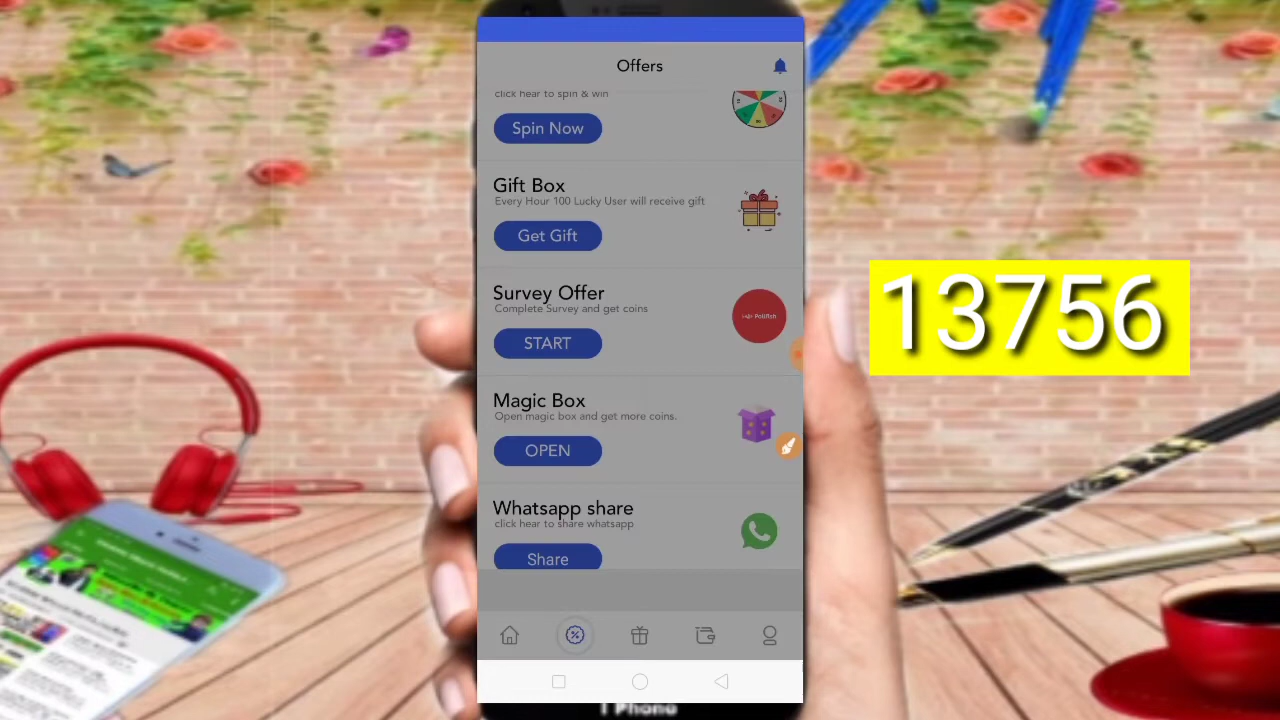 Offers
click hear to spin & win
Spin Now
Gift Box
Every Hour 100 Lucky User will receive gift
Get Gift
Survey Offer
Complete Survey and get coins
START
Magic Box
Open magic box and get more coins.
OPEN
Whatsapp share
click hear to share whatsapp
Share
13756